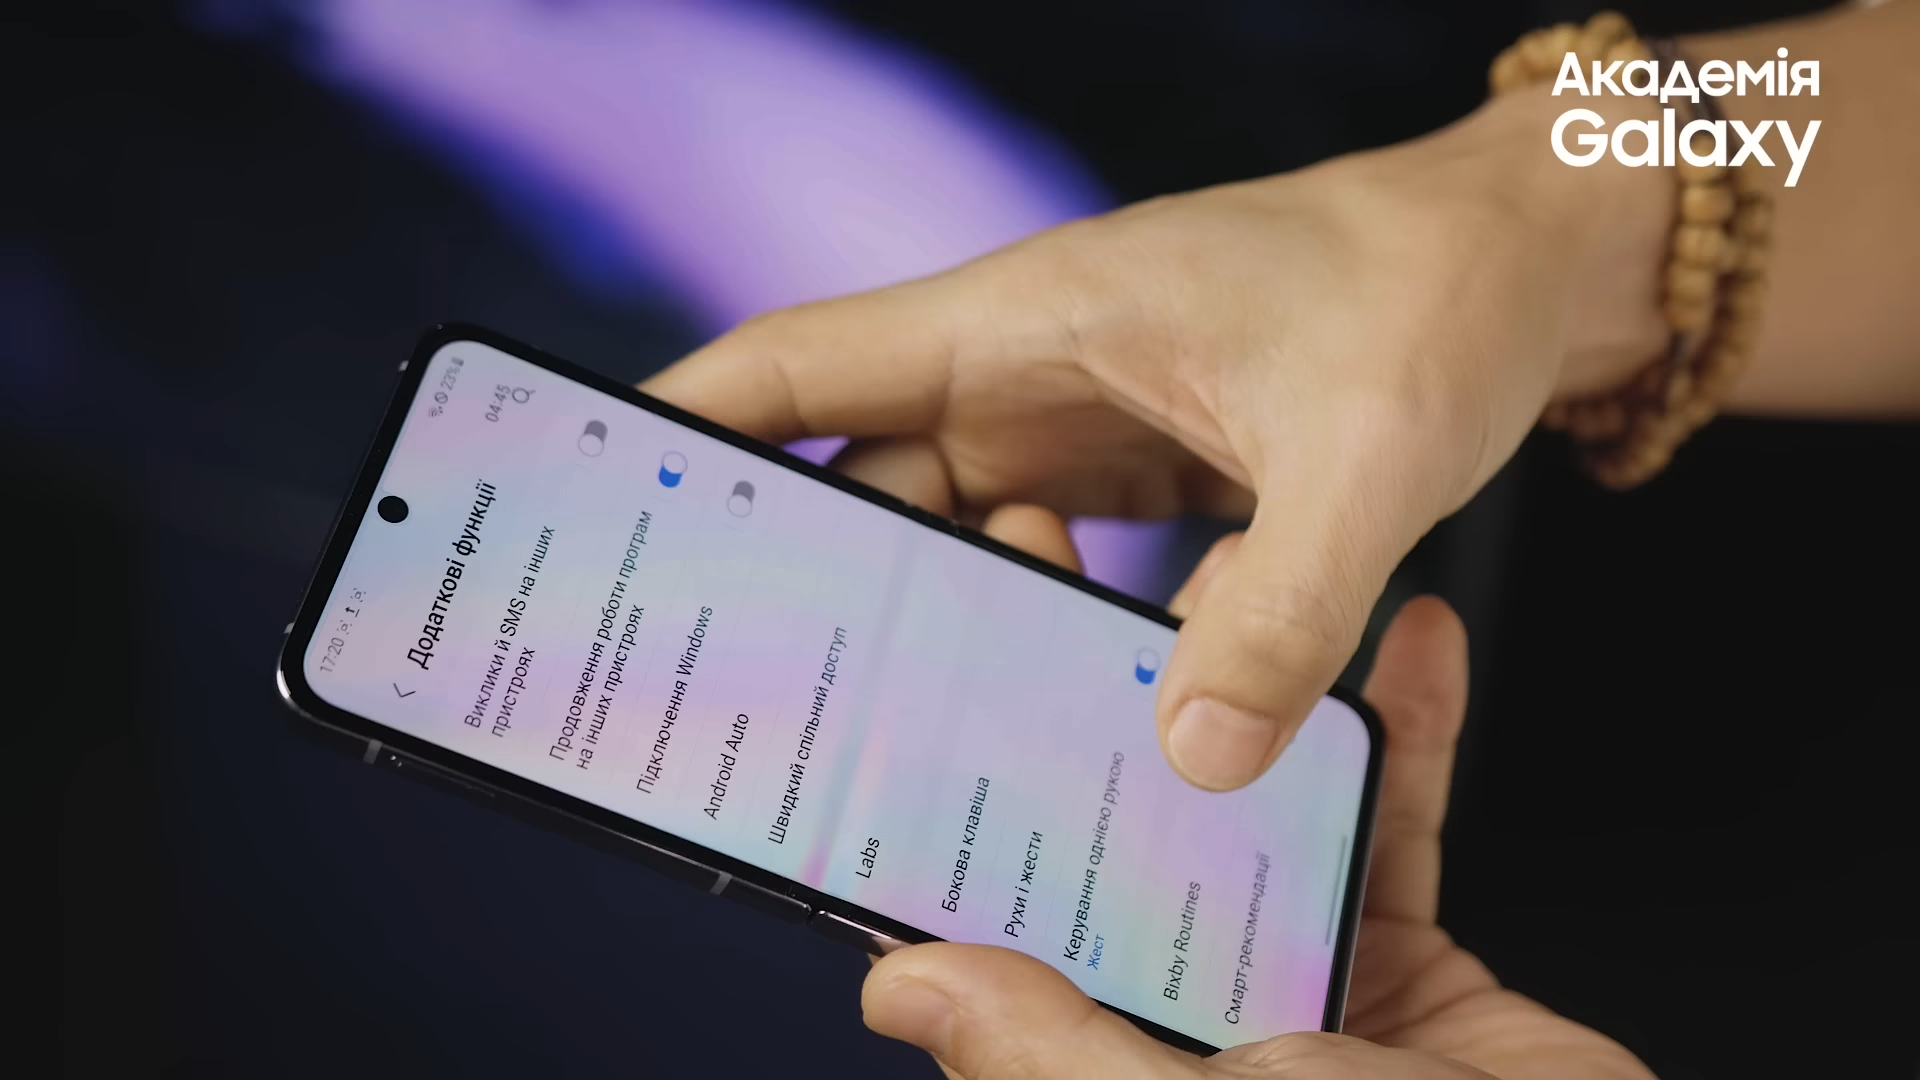 Академія
Galaxy
17:20
23%
04:45
Додаткові функції
Виклики й SMS на інших
пристроях
Продовження роботи програм
на інших пристроях
Підключення Windows
Android Auto
Швидкий спільний доступ
Labs
Бокова клавіша
Рухи і жести
Керування однією рукою
Жест
Bixby Routines
Смарт-рекомендації